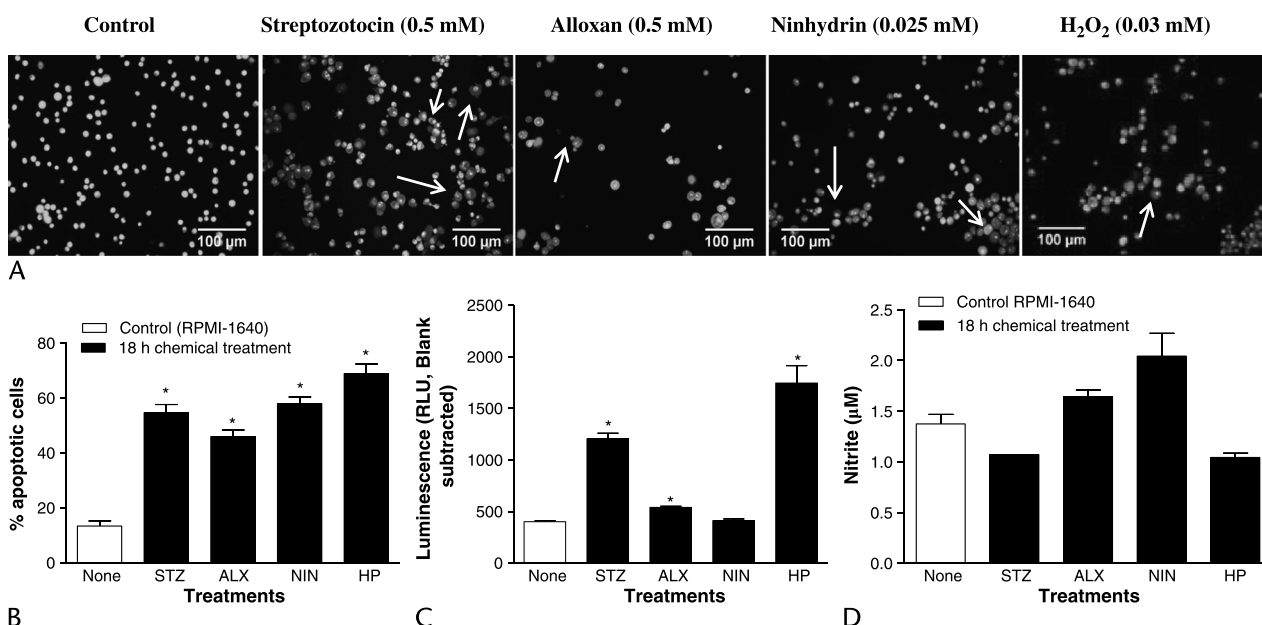 Control Streptozotocin (0.5 mM) Alloxan (0.5 mM) Ninhydrin (0.025 mM) H₂O₂ (0.03 mM)
100 μm 100 μm 100 μm 100 μm 100 μm
A
Control (RPMI-1640)
18 h chemical treatment
% apoptotic cells
80
60
40
20
0
* * * *
None STZ ALX NIN HP
Treatments
B
Luminescence (RLU, Blank
subtracted)
2500
2000
1500
1000
500
0
* * *
None STZ ALX NIN HP
Treatments
C
Control RPMI-1640
18 h chemical treatment
Nitrite (μM)
2.5
2.0
1.5
1.0
0.5
0.0
None STZ ALX NIN HP
Treatments
D